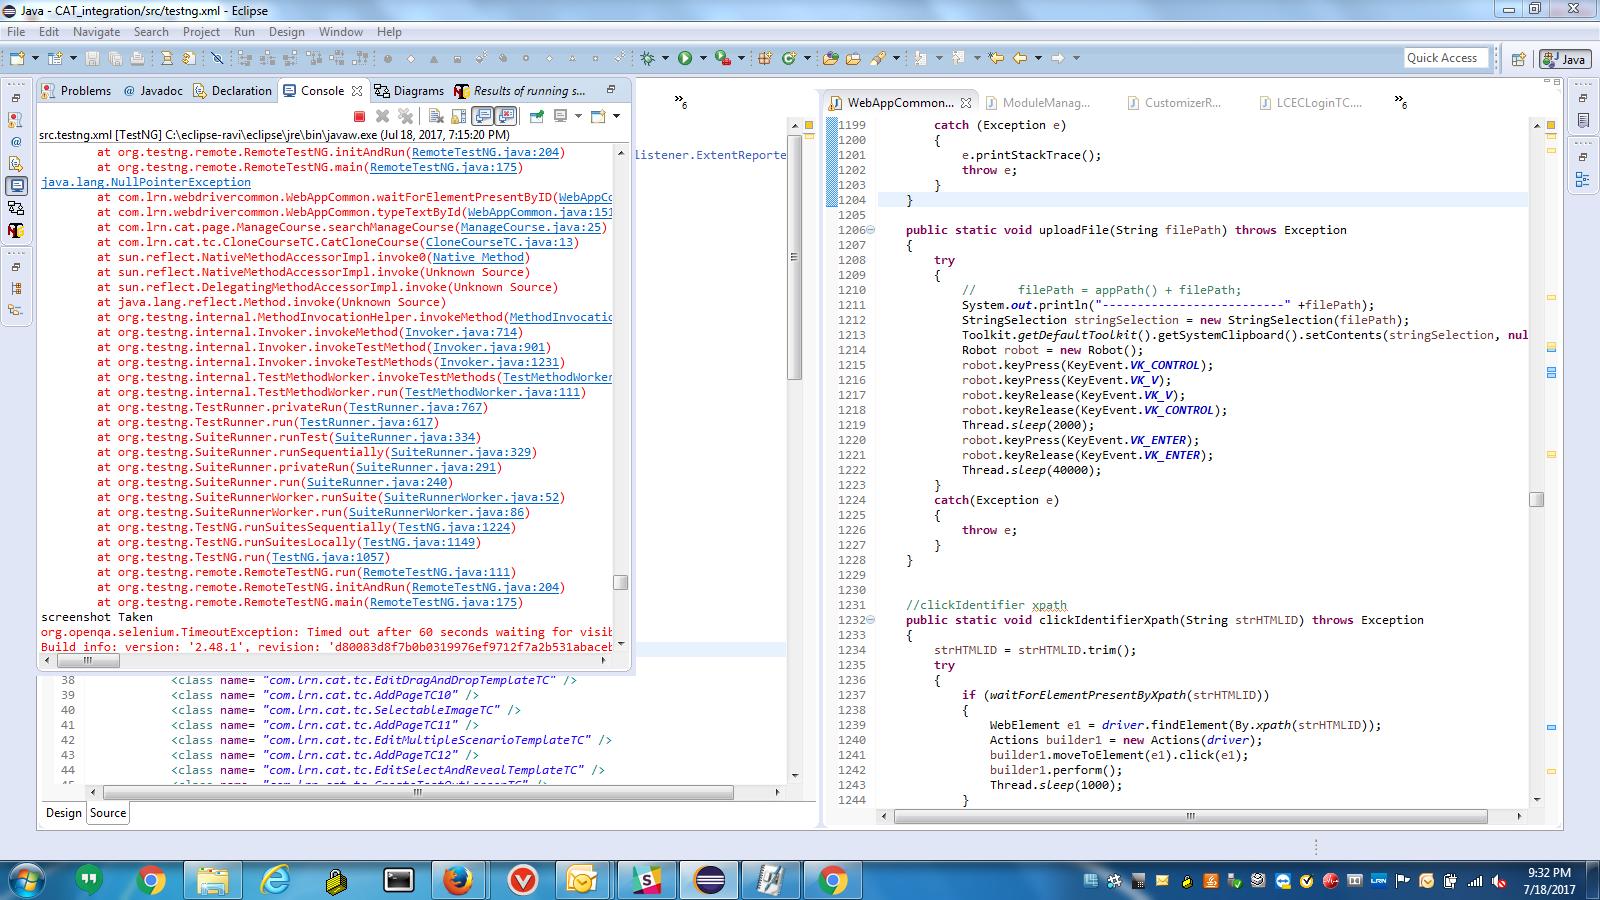 Java - CAT_integration/src/testng.xml - Eclipse
File Edit Navigate Search Project Run Design Window Help
Quick Access
Java
Problems @ Javadoc Declaration Console Diagrams Results of running s...
src.testng.xml [TestNG] C:\eclipse-ravi\eclipse\jre\bin\javaw.exe (Jul 18, 2017, 7:15:20 PM)
at org.testng.remote.RemoteTestNG.initAndRun(RemoteTestNG.java:204)
at org.testng.remote.RemoteTestNG.main(RemoteTestNG.java:175)
java.lang.NullPointerException
at com.lrn.webdrivercommon.WebAppCommon.waitForElementPresentByID(WebAppCo
at com.lrn.webdrivercommon.WebAppCommon.typeTextById(WebAppCommon.java:151
at com.lrn.cat.page.ManageCourse.searchManageCourse(ManageCourse.java:25)
at com.lrn.cat.tc.CloneCourseTC.CatCloneCourse(CloneCourseTC.java:13)
at sun.reflect.NativeMethodAccessorImpl.invoke0(Native Method)
at sun.reflect.NativeMethodAccessorImpl.invoke(Unknown Source)
at sun.reflect.DelegatingMethodAccessorImpl.invoke(Unknown Source)
at java.lang.reflect.Method.invoke(Unknown Source)
at org.testng.internal.MethodInvocationHelper.invokeMethod(MethodInvocatic
at org.testng.internal.Invoker.invokeMethod(Invoker.java:714)
at org.testng.internal.Invoker.invokeTestMethod(Invoker.java:901)
at org.testng.internal.Invoker.invokeTestMethods(Invoker.java:1231)
at org.testng.internal.TestMethodWorker.invokeTestMethods(TestMethodWorker
at org.testng.internal.TestMethodWorker.run(TestMethodWorker.java:111)
at org.testng.TestRunner.privateRun(TestRunner.java:767)
at org.testng.TestRunner.run(TestRunner.java:617)
at org.testng.SuiteRunner.runTest(SuiteRunner.java:334)
at org.testng.SuiteRunner.runSequentially(SuiteRunner.java:329)
at org.testng.SuiteRunner.privateRun(SuiteRunner.java:291)
at org.testng.SuiteRunner.run(SuiteRunner.java:240)
at org.testng.SuiteRunnerWorker.runSuite(SuiteRunnerWorker.java:52)
at org.testng.SuiteRunnerWorker.run(SuiteRunnerWorker.java:86)
at org.testng.TestNG.runSuitesSequentially(TestNG.java:1224)
at org.testng.TestNG.runSuitesLocally(TestNG.java:1149)
at org.testng.TestNG.run(TestNG.java:1057)
at org.testng.remote.RemoteTestNG.run(RemoteTestNG.java:111)
at org.testng.remote.RemoteTestNG.initAndRun(RemoteTestNG.java:204)
at org.testng.remote.RemoteTestNG.main(RemoteTestNG.java:175)
screenshot Taken
org.openqa.selenium.TimeoutException: Timed out after 60 seconds waiting for visib
Build info: version: '2.48.1', revision: 'd80083d8f7b0b0319976ef9712f7a2b531abaceb
»6
listener.ExtentReporte
38 <class name= "com.lrn.cat.tc.EditDragAndDropTemplateTC" />
39 <class name= "com.lrn.cat.tc.AddPageTC10" />
40 <class name= "com.lrn.cat.tc.SelectableImageTC" />
41 <class name= "com.lrn.cat.tc.AddPageTC11" />
42 <class name= "com.lrn.cat.tc.EditMultipleScenarioTemplateTC" />
43 <class name= "com.lrn.cat.tc.AddPageTC12" />
44 <class name= "com.lrn.cat.tc.EditSelectAndRevealTemplateTC" />
Design Source
WebAppCommon... ModuleManag... CustomizerR... LCECLoginTC.... »6
1199 catch (Exception e)
1200 {
1201 e.printStackTrace();
1202 throw e;
1203 }
1204 }
1205
1206 public static void uploadFile(String filePath) throws Exception
1207 {
1208 try
1209 {
1210 // filePath = appPath() + filePath;
1211 System.out.println("--------------------------" +filePath);
1212 StringSelection stringSelection = new StringSelection(filePath);
1213 Toolkit.getDefaultToolkit().getSystemClipboard().setContents(stringSelection, nul
1214 Robot robot = new Robot();
1215 robot.keyPress(KeyEvent.VK_CONTROL);
1216 robot.keyPress(KeyEvent.VK_V);
1217 robot.keyRelease(KeyEvent.VK_V);
1218 robot.keyRelease(KeyEvent.VK_CONTROL);
1219 Thread.sleep(2000);
1220 robot.keyPress(KeyEvent.VK_ENTER);
1221 robot.keyRelease(KeyEvent.VK_ENTER);
1222 Thread.sleep(40000);
1223 }
1224 catch(Exception e)
1225 {
1226 throw e;
1227 }
1228 }
1229
1230
1231 //clickIdentifier xpath
1232 public static void clickIdentifierXpath(String strHTMLID) throws Exception
1233 {
1234 strHTMLID = strHTMLID.trim();
1235 try
1236 {
1237 if (waitForElementPresentByXpath(strHTMLID))
1238 {
1239 WebElement e1 = driver.findElement(By.xpath(strHTMLID));
1240 Actions builder1 = new Actions(driver);
1241 builder1.moveToElement(e1).click(e1);
1242 builder1.perform();
1243 Thread.sleep(1000);
1244 }
LRN
9:32 PM
7/18/2017